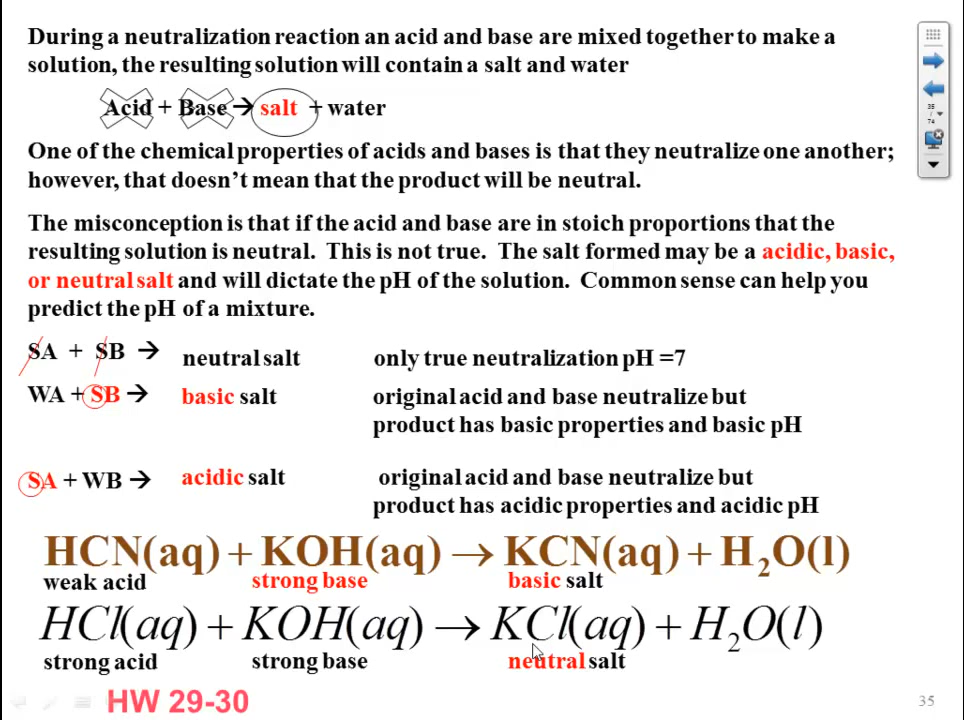 During a neutralization reaction an acid and base are mixed together to make a
solution, the resulting solution will contain a salt and water
Acid + Base → salt + water
One of the chemical properties of acids and bases is that they neutralize one another;
however, that doesn't mean that the product will be neutral.
The misconception is that if the acid and base are in stoich proportions that the
resulting solution is neutral. This is not true. The salt formed may be a acidic, basic,
or neutral salt and will dictate the pH of the solution. Common sense can help you
predict the pH of a mixture.
SA + SB → neutral salt only true neutralization pH =7
WA + SB → basic salt original acid and base neutralize but
product has basic properties and basic pH
SA + WB → acidic salt original acid and base neutralize but
product has acidic properties and acidic pH
HCN(aq) + KOH(aq) → KCN(aq) + H₂O(l)
weak acid strong base basic salt
HCl(aq) + KOH(aq) → KCl(aq) + H₂O(l)
strong acid strong base neutral salt
HW 29-30
35
35
/
74